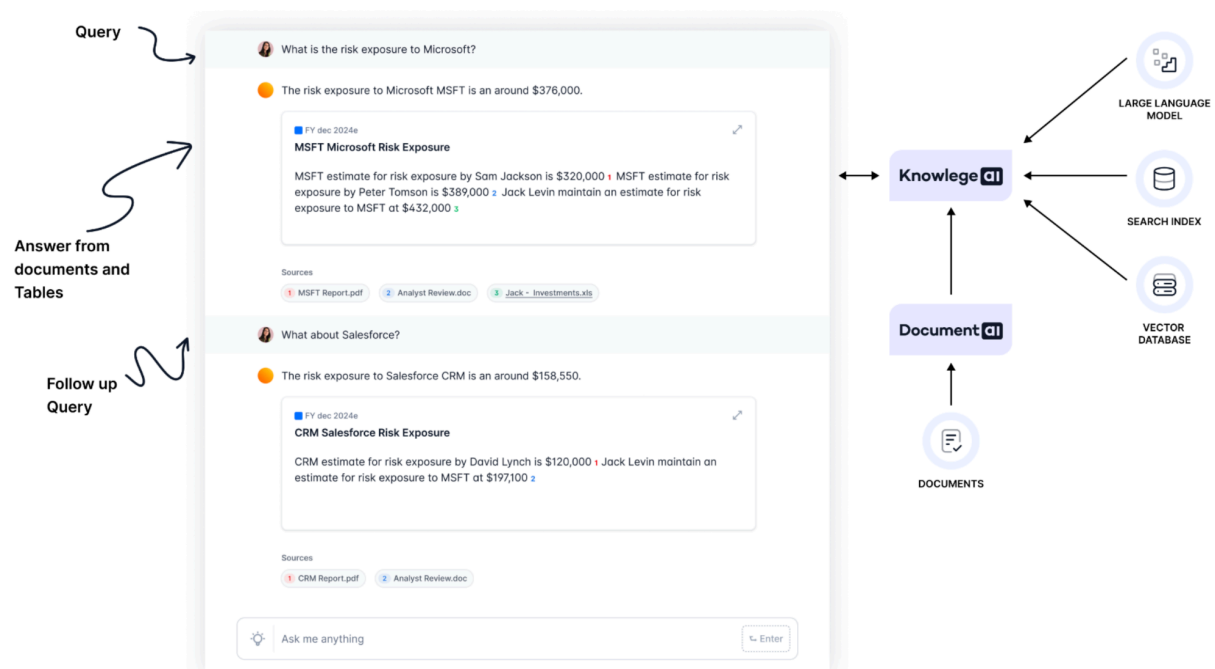 Query
What is the risk exposure to Microsoft?
The risk exposure to Microsoft MSFT is an around $376,000.
FY dec 2024e
MSFT Microsoft Risk Exposure
MSFT estimate for risk exposure by Sam Jackson is $320,000 1 MSFT estimate for risk
exposure by Peter Tomson is $389,000 2 Jack Levin maintain an estimate for risk
exposure to MSFT at $432,000 3
Answer from
documents and
Tables
Sources
1 MSFT Report.pdf 2 Analyst Review.doc 3 Jack - Investments.xls
What about Salesforce?
Follow up
Query
The risk exposure to Salesforce CRM is an around $158,550.
FY dec 2024e
CRM Salesforce Risk Exposure
CRM estimate for risk exposure by David Lynch is $120,000 1 Jack Levin maintain an
estimate for risk exposure to MSFT at $197,100 2
Sources
1 CRM Report.pdf 2 Analyst Review.doc
Ask me anything
Enter
LARGE LANGUAGE
MODEL
Knowlege ai
SEARCH INDEX
Document ai
VECTOR
DATABASE
DOCUMENTS